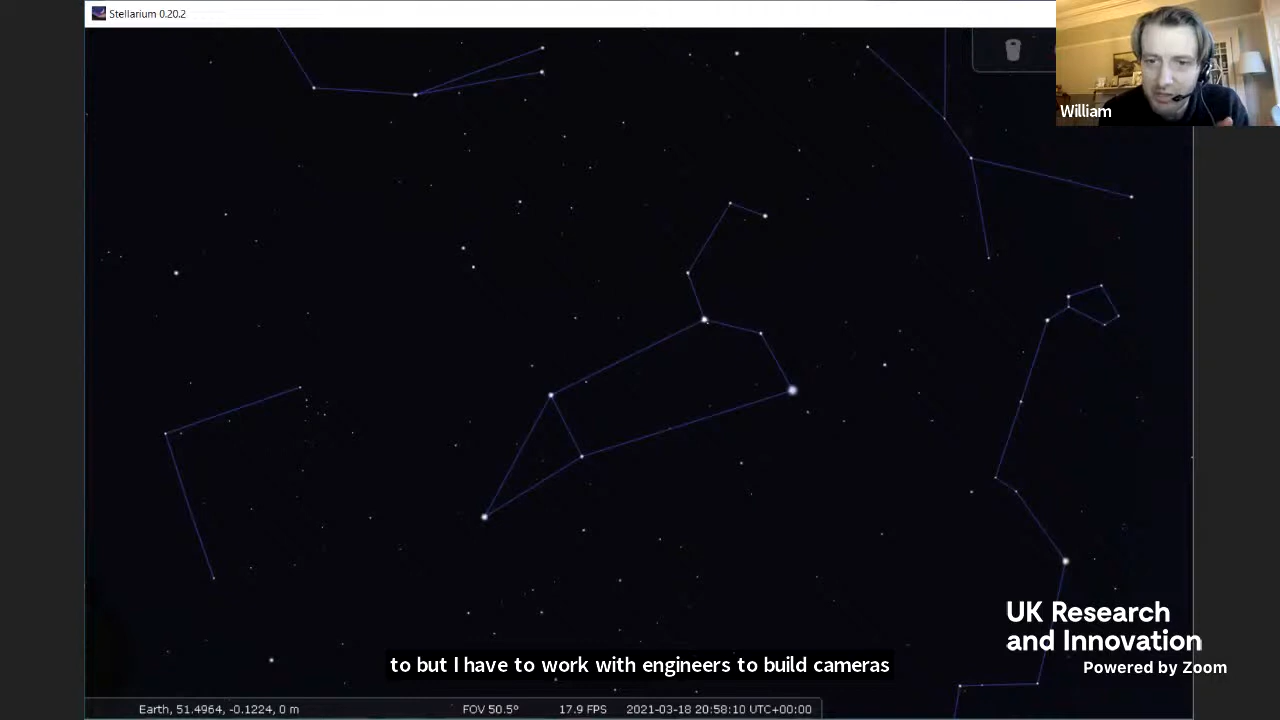 Stellarium 0.20.2
William
UK Research
and Innovation
to but I have to work with engineers to build cameras
Powered by Zoom
Earth, 51.4964, -0.1224, 0 m
FOV 50.5°
17.9 FPS
2021-03-18 20:58:10 UTC+00:00